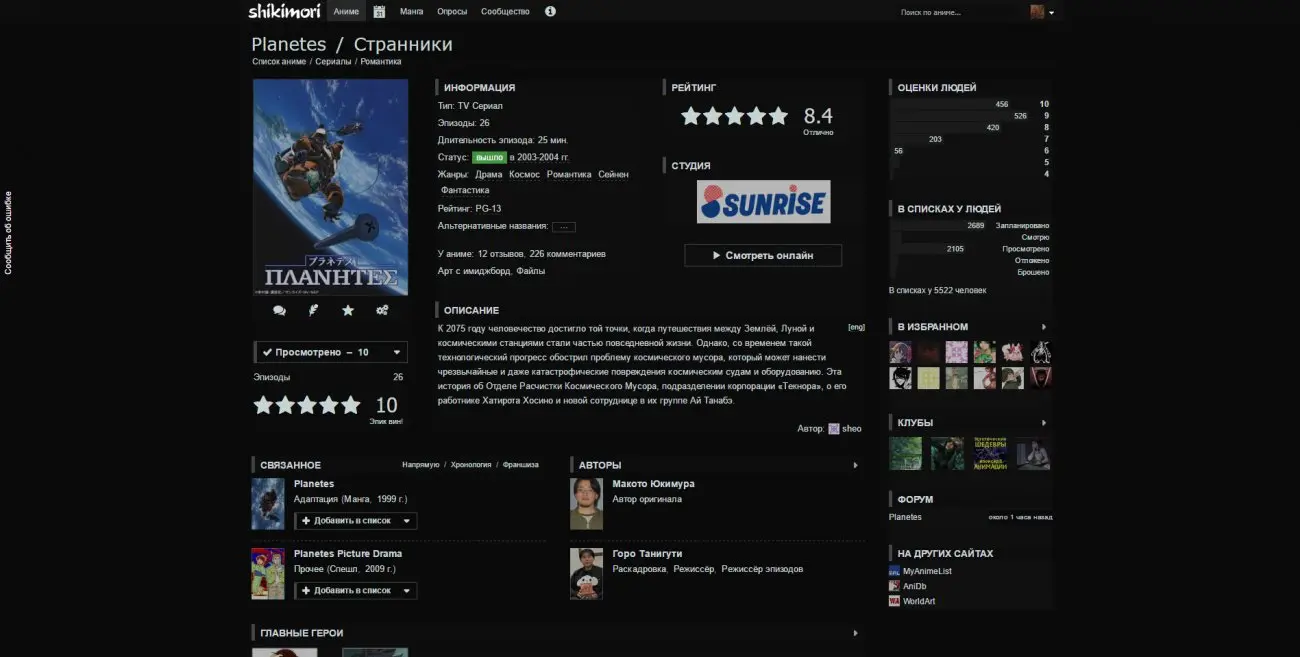 shikimori
Аниме
31
Манга
Опросы
Сообщество
Поиск по аниме...
Planetes / Странники
Список аниме / Сериалы / Романтика
Сообщить об ошибке
プラネテス
ΠΛΑΝΗΤΕΣ
Просмотрено – 10
Эпизоды 26
10
Эпик вин!
ИНФОРМАЦИЯ
Тип: TV Сериал
Эпизоды: 26
Длительность эпизода: 25 мин.
Статус: вышло в 2003-2004 гг.
Жанры: Драма Космос Романтика Сейнен
Фантастика
Рейтинг: PG-13
Альтернативные названия: ...
У аниме: 12 отзывов, 226 комментариев
Арт с имиджборд, Файлы
РЕЙТИНГ
8.4
Отлично
СТУДИЯ
SUNRISE
Смотреть онлайн
ОПИСАНИЕ
К 2075 году человечество достигло той точки, когда путешествия между Землёй, Луной и [eng]
космическими станциями стали частью повседневной жизни. Однако, со временем такой
технологический прогресс обострил проблему космического мусора, который может нанести
чрезвычайные и даже катастрофические повреждения космическим судам и оборудованию. Эта
история об Отделе Расчистки Космического Мусора, подразделении корпорации «Текнора», о его
работнике Хатирота Хосино и новой сотруднице в их группе Ай Танабэ.
Автор: sheo
СВЯЗАННОЕ Напрямую / Хронология / Франшиза
Planetes
Адаптация (Манга, 1999 г.)
Добавить в список
Planetes Picture Drama
Прочее (Спешл, 2009 г.)
Добавить в список
АВТОРЫ
Макото Юкимура
Автор оригинала
Горо Танигути
Раскадровка, Режиссёр, Режиссёр эпизодов
ГЛАВНЫЕ ГЕРОИ
ОЦЕНКИ ЛЮДЕЙ
456 10
526 9
420 8
203 7
56 6
5
4
В СПИСКАХ У ЛЮДЕЙ
2689 Запланировано
Смотрю
2105 Просмотрено
Отложено
Брошено
В списках у 5522 человек
В ИЗБРАННОМ
КЛУБЫ
ШЕДЕВРЫ
АНИМАЦИИ
ФОРУМ
Planetes около 1 часа назад
НА ДРУГИХ САЙТАХ
MyAnimeList
AniDb
WA WorldArt